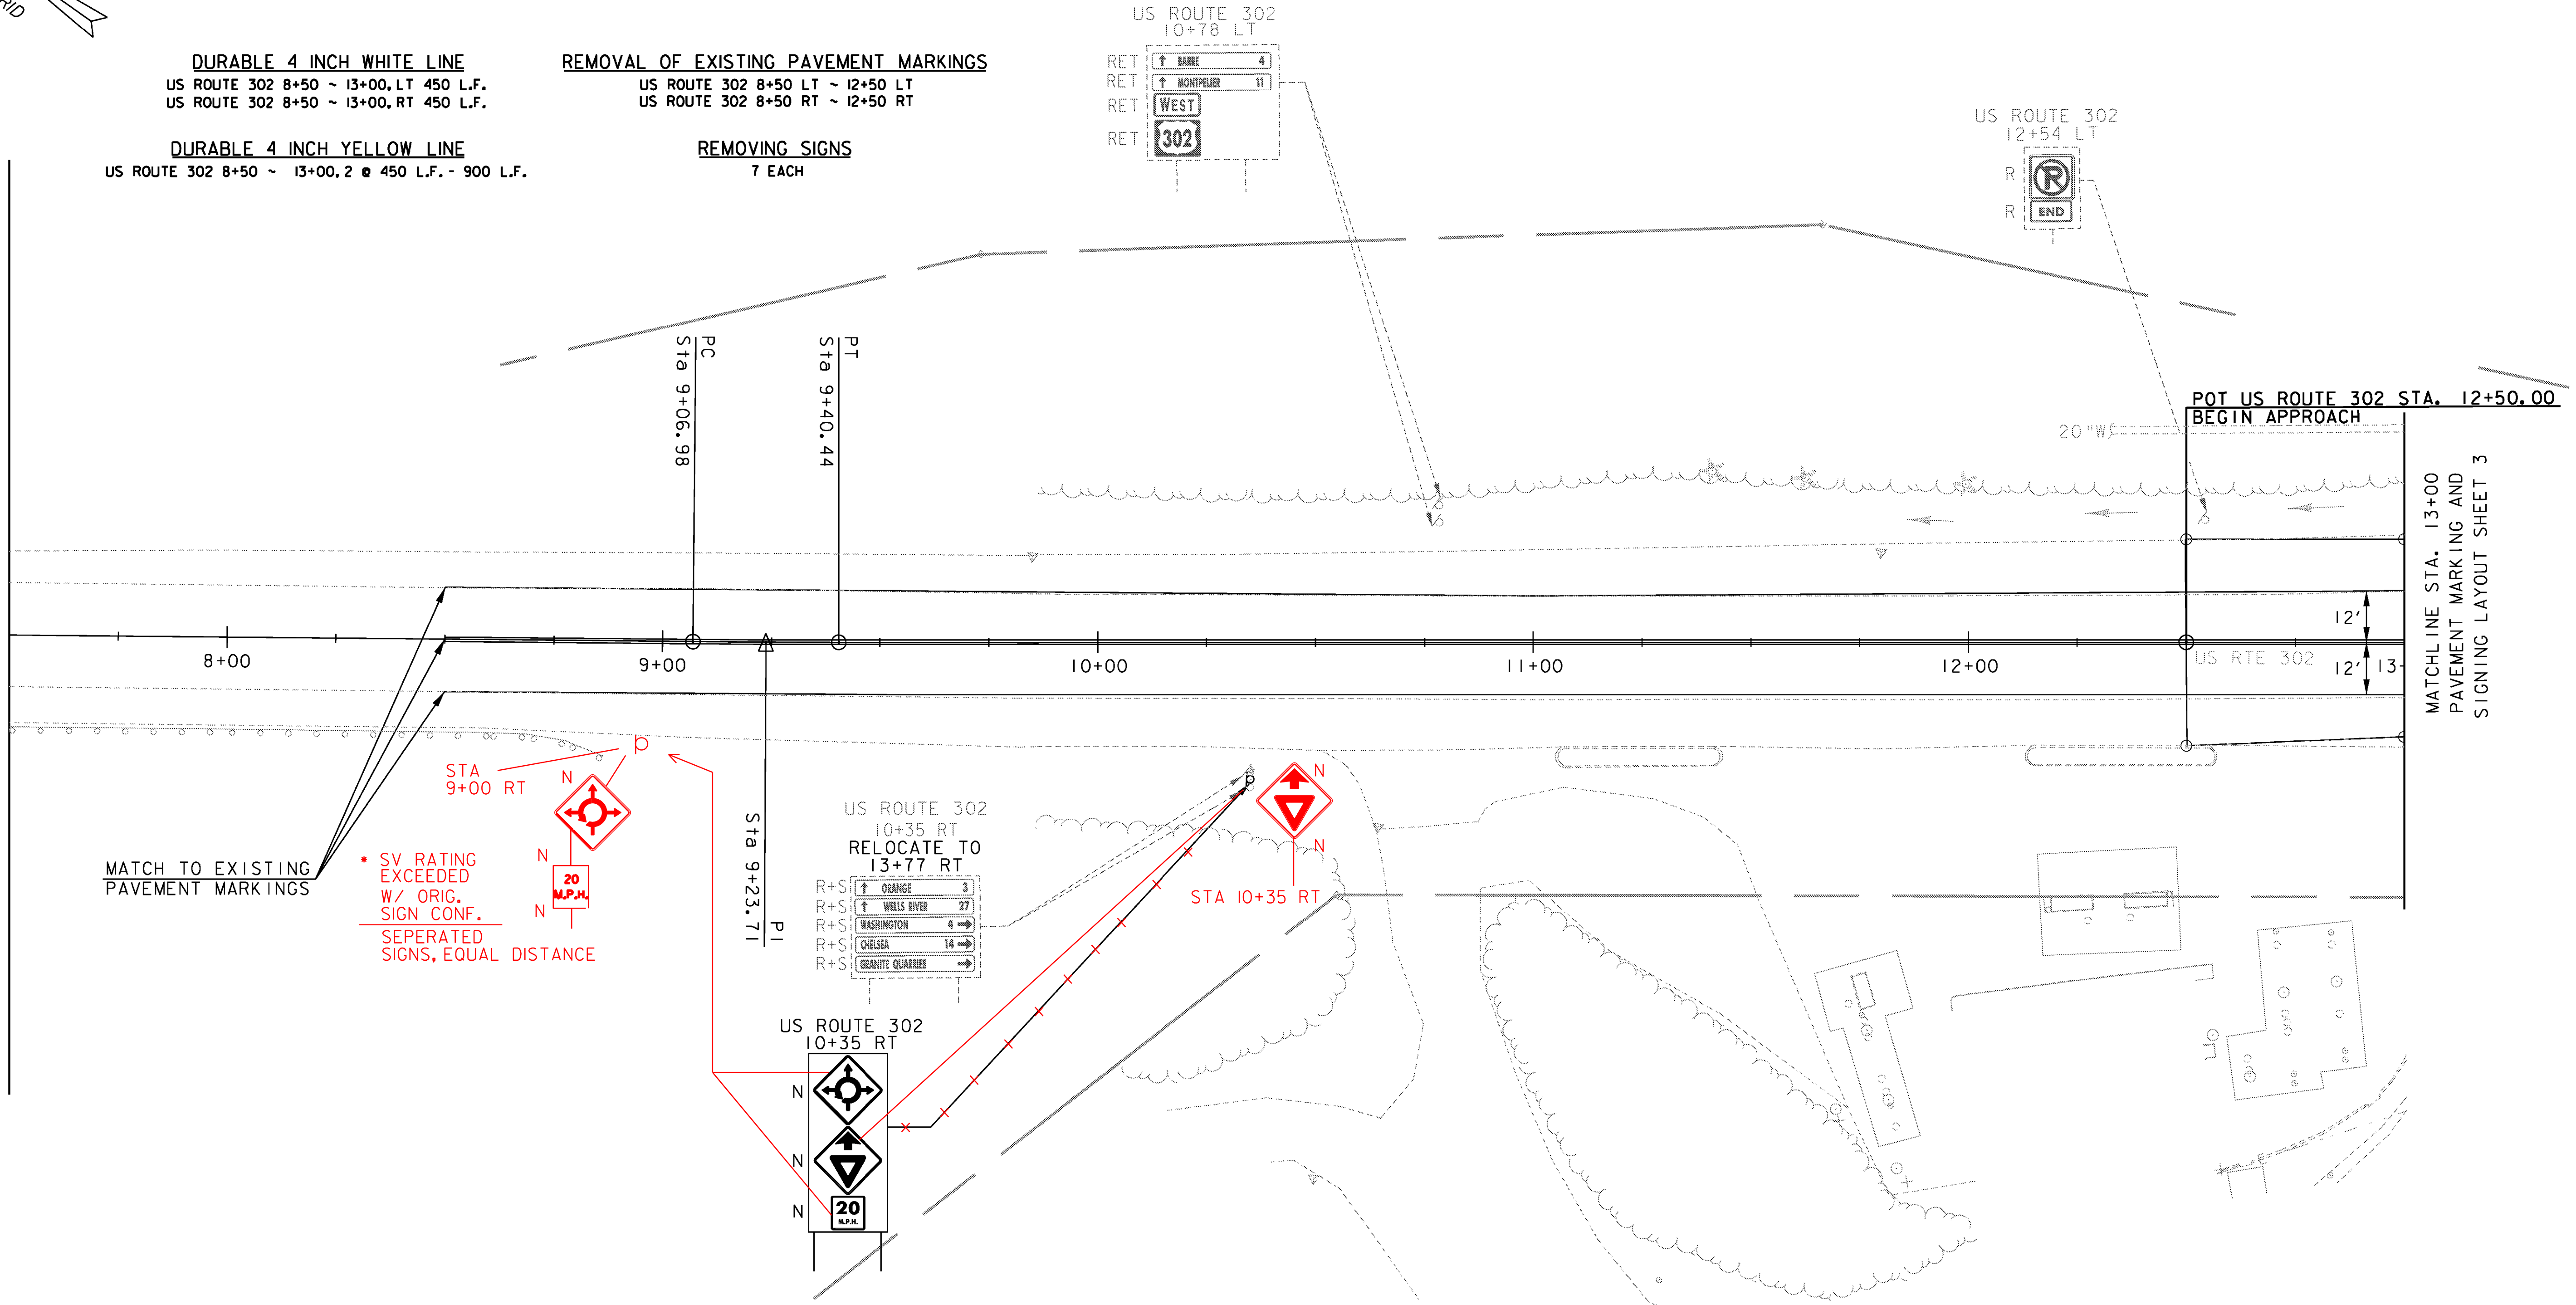 RID
DURABLE 4 INCH WHITE LINE
US ROUTE 302 8+50 ~ 13+00, LT 450 L.F.
US ROUTE 302 8+50 ~ 13+00, RT 450 L.F.
DURABLE 4 INCH YELLOW LINE
US ROUTE 302 8+50 ~ 13+00, 2 @ 450 L.F. - 900 L.F.
REMOVAL OF EXISTING PAVEMENT MARKINGS
US ROUTE 302 8+50 LT ~ 12+50 LT
US ROUTE 302 8+50 RT ~ 12+50 RT
REMOVING SIGNS
7 EACH
US ROUTE 302
10+78 LT
RET ↑ BARRE 4
RET ↑ MONTPELIER 11
RET WEST
RET 302
US ROUTE 302
12+54 LT
R P
R END
PC
Sta 9+06.98
PT
Sta 9+40.44
POT US ROUTE 302 STA. 12+50.00
BEGIN APPROACH
20"W
MATCHLINE STA. 13+00
PAVEMENT MARKING AND
SIGNING LAYOUT SHEET 3
12'
12'
8+00
9+00
10+00
11+00
12+00
US RTE 302
13
PI
Sta 9+23.71
MATCH TO EXISTING
PAVEMENT MARKINGS
STA
9+00 RT
p
N
N
20
M.P.H.
N
* SV RATING
EXCEEDED
W/ ORIG.
SIGN CONF.
SEPERATED
SIGNS, EQUAL DISTANCE
US ROUTE 302
10+35 RT
RELOCATE TO
13+77 RT
R+S ↑ ORANGE 3
R+S ↑ WELLS RIVER 27
R+S WASHINGTON 4 →
R+S CHELSEA 14 →
R+S GRANITE QUARRIES →
p
N
N
STA 10+35 RT
US ROUTE 302
10+35 RT
N
N
N
20
M.P.H.